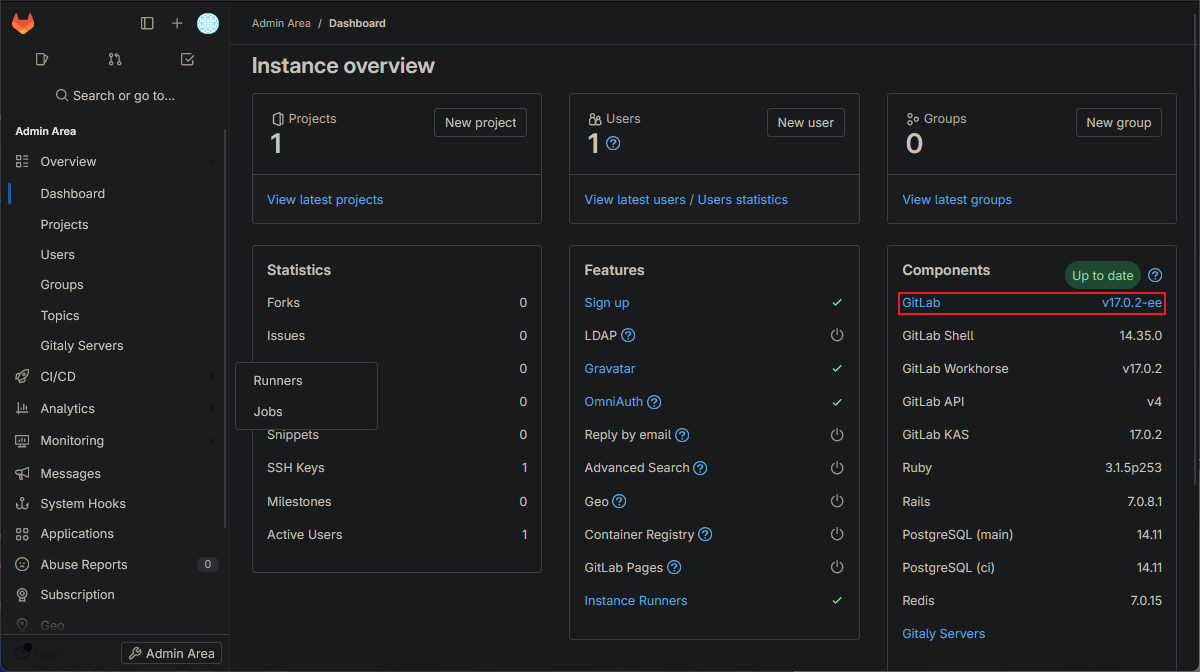 Admin Area / Dashboard
Search or go to...
Admin Area
Overview
Dashboard
Projects
Users
Groups
Topics
Gitaly Servers
CI/CD
Analytics
Monitoring
Messages
System Hooks
Applications
Abuse Reports 0
Subscription
Geo
Help
Admin Area
Runners
Jobs
Instance overview
Projects
1
New project
View latest projects
Users
1
New user
View latest users / Users statistics
Groups
0
New group
View latest groups
Statistics
Forks 0
Issues 0
0
0
Snippets 0
SSH Keys 1
Milestones 0
Active Users 1
Features
Sign up
LDAP
Gravatar
OmniAuth
Reply by email
Advanced Search
Geo
Container Registry
GitLab Pages
Instance Runners
Components Up to date
GitLab v17.0.2-ee
GitLab Shell 14.35.0
GitLab Workhorse v17.0.2
GitLab API v4
GitLab KAS 17.0.2
Ruby 3.1.5p253
Rails 7.0.8.1
PostgreSQL (main) 14.11
PostgreSQL (ci) 14.11
Redis 7.0.15
Gitaly Servers